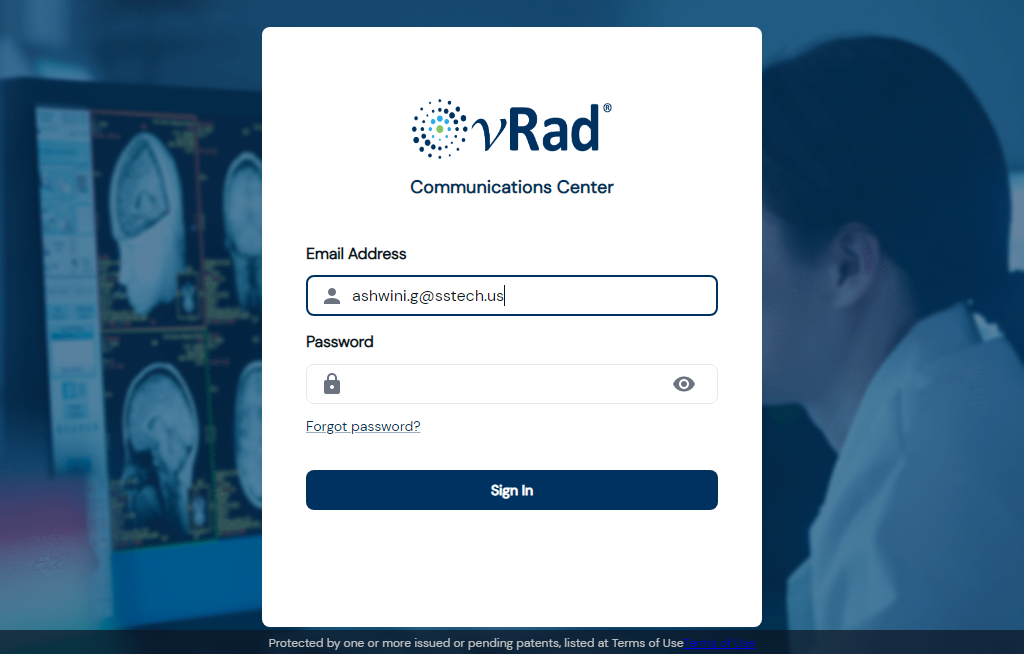 vRad®
Communications Center
Email Address
ashwini.g@sstech.us
Password
Forgot password?
Sign In
Protected by one or more issued or pending patents, listed at Terms of Use